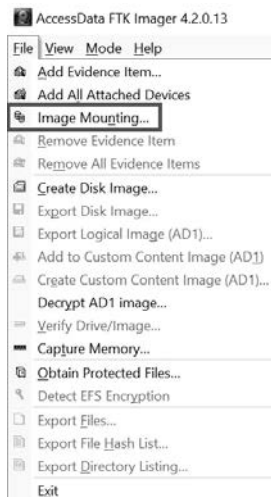 AccessData FTK Imager 4.2.0.13
File View Mode Help
Add Evidence Item...
Add All Attached Devices
Image Mounting...
Remove Evidence Item
Remove All Evidence Items
Create Disk Image...
Export Disk Image...
Export Logical Image (AD1)...
Add to Custom Content Image (AD1)
Create Custom Content Image (AD1)...
Decrypt AD1 image...
Verify Drive/Image...
Capture Memory...
Obtain Protected Files...
Detect EFS Encryption
Export Files...
Export File Hash List...
Export Directory Listing...
Exit